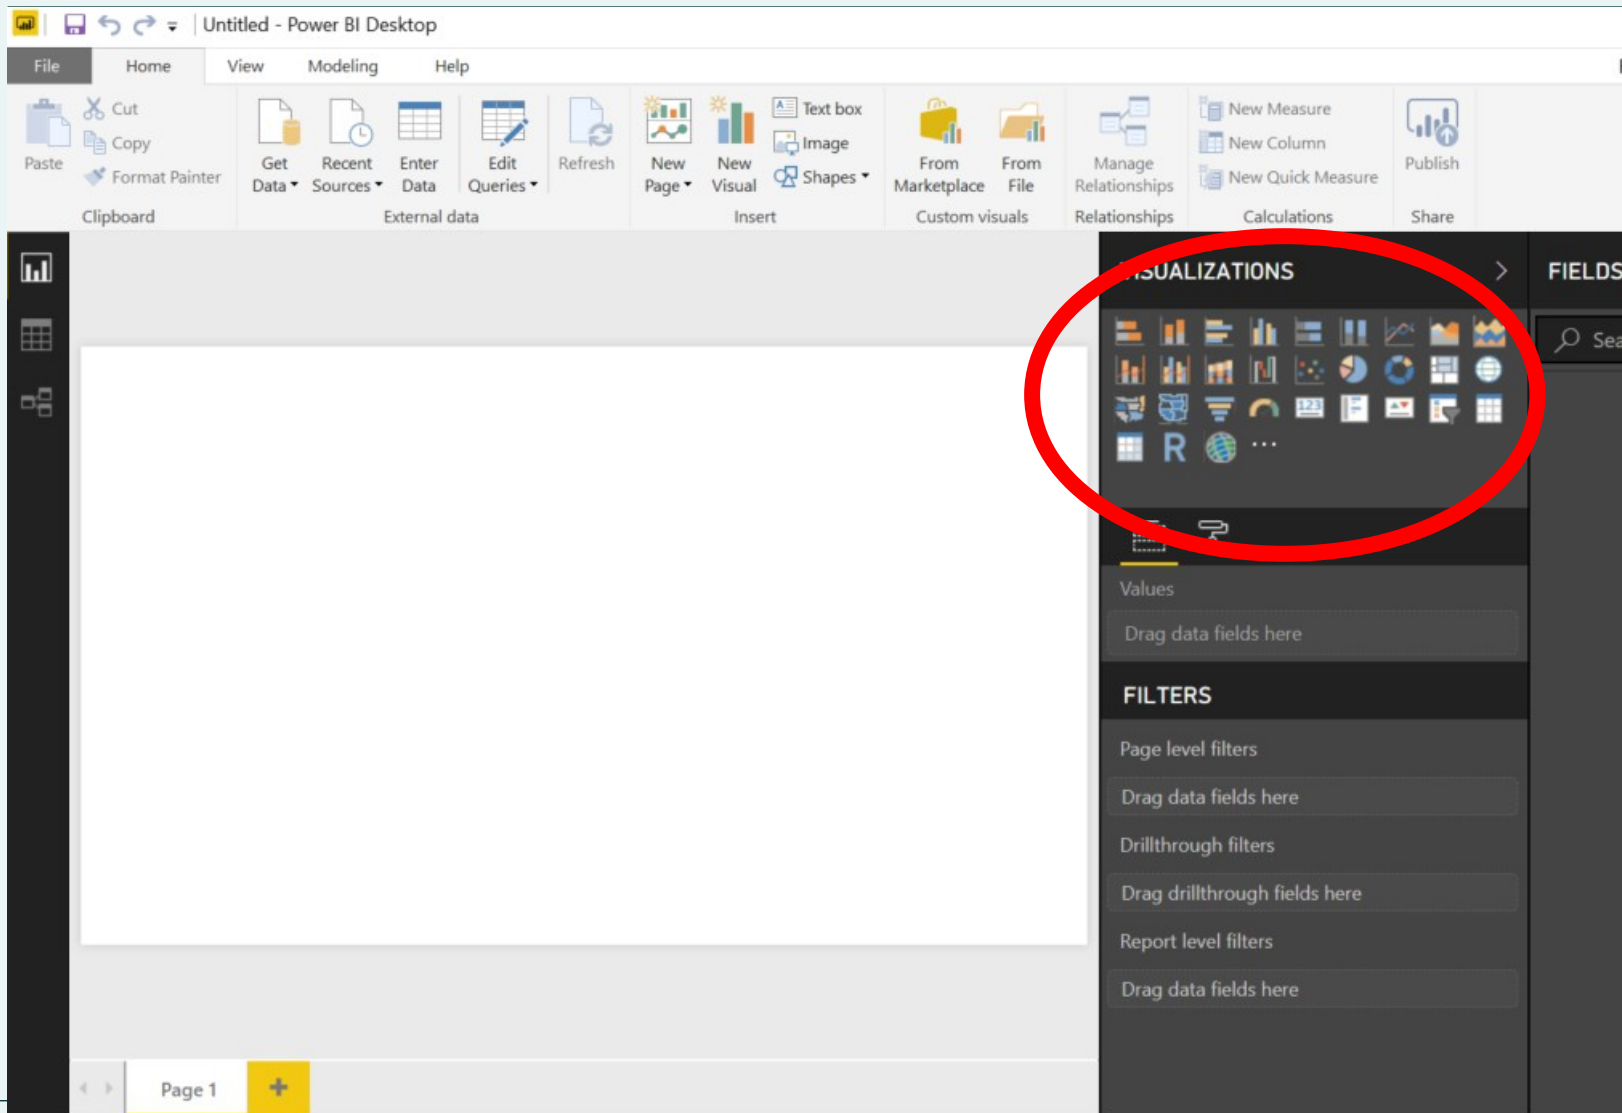 Untitled - Power BI Desktop
File Home View Modeling Help
Paste
Cut
Copy
Format Painter
Clipboard
Get Data
Recent Sources
Enter Data
Edit Queries
Refresh
External data
New Page
New Visual
Text box
Image
Shapes
Insert
From Marketplace
From File
Custom visuals
Manage Relationships
Relationships
New Measure
New Column
New Quick Measure
Calculations
Publish
Share
VISUALIZATIONS
FIELDS
123
R
Values
Drag data fields here
FILTERS
Page level filters
Drag data fields here
Drillthrough filters
Drag drillthrough fields here
Report level filters
Drag data fields here
Page 1